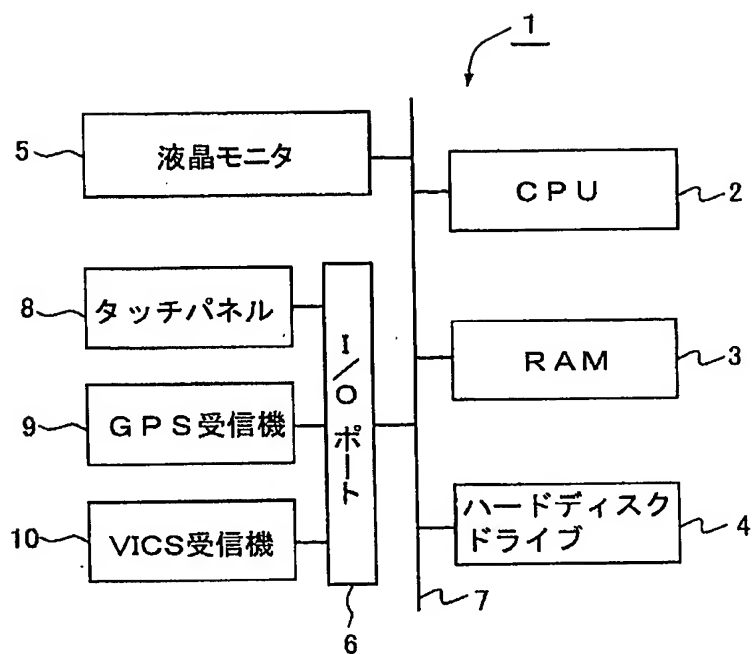 1
5
液晶モニタ
CPU
2
8
タッチパネル
I/Oポート
RAM
3
9
GPS受信機
10
VICS受信機
ハードディスク
ドライブ
4
6
7